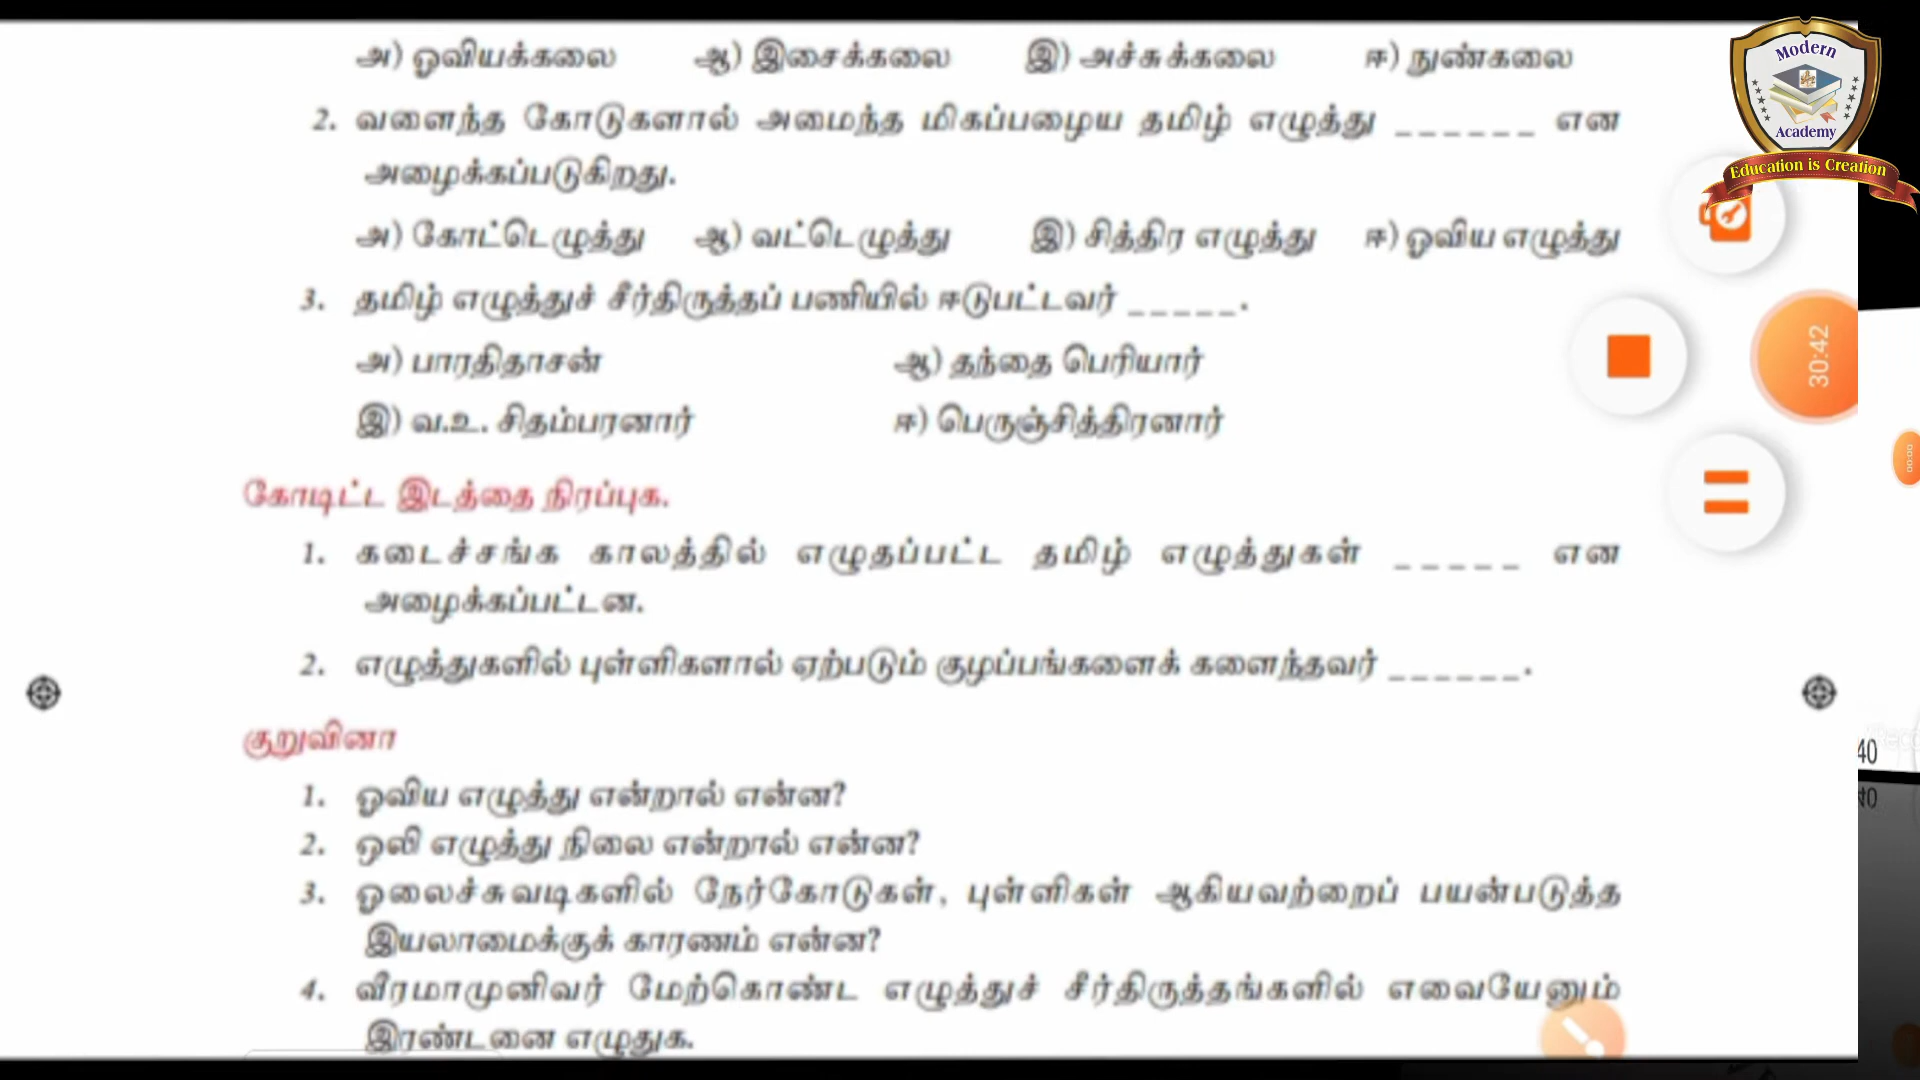 அ) ஓவியக்கலை ஆ) இசைக்கலை இ) அச்சுக்கலை ஈ) நுண்கலை
2. வளைந்த கோடுகளால் அமைந்த மிகப்பழைய தமிழ் எழுத்து ______ என
அழைக்கப்படுகிறது.
அ) கோட்டெழுத்து ஆ) வட்டெழுத்து இ) சித்திர எழுத்து ஈ) ஓவிய எழுத்து
3. தமிழ் எழுத்துச் சீர்திருத்தப் பணியில் ஈடுபட்டவர் _____.
அ) பாரதிதாசன் ஆ) தந்தை பெரியார்
இ) வ.உ. சிதம்பரனார் ஈ) பெருஞ்சித்திரனார்
கோடிட்ட இடத்தை நிரப்புக.
1. கடைச்சங்க காலத்தில் எழுதப்பட்ட தமிழ் எழுத்துகள் _____ என
அழைக்கப்பட்டன.
2. எழுத்துகளில் புள்ளிகளால் ஏற்படும் குழப்பங்களைக் களைந்தவர் ______.
குறுவினா
1. ஓவிய எழுத்து என்றால் என்ன?
2. ஒலி எழுத்து நிலை என்றால் என்ன?
3. ஓலைச்சுவடிகளில் நேர்கோடுகள், புள்ளிகள் ஆகியவற்றைப் பயன்படுத்த
இயலாமைக்குக் காரணம் என்ன?
4. வீரமாமுனிவர் மேற்கொண்ட எழுத்துச் சீர்திருத்தங்களில் எவையேனும்
இரண்டனை எழுதுக.
Modern
Academy
Education is Creation
30:42
00:00
40